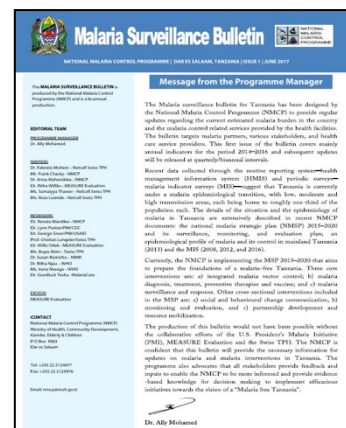 Malaria Surveillance Bulletin
NATIONAL
MALARIA
CONTROL
PROGRAMME
NATIONAL MALARIA CONTROL PROGRAMME | DAR ES SALAAM, TANZANIA | ISSUE 1 | JUNE 2017
The MALARIA SURVEILLANCE BULLETIN is
produced by the National Malaria Control
Programme (NMCP) and is a bi-annual
production.
EDITORIAL TEAM
PROGRAMME MANAGER
Dr. Ally Mohamed
WRITERS
Dr. Fabrizio Molteni - Netcell Swiss TPH
Mr. Frank Chacky - NMCP
Dr. Anna Mahendeka - NMCP
Dr. Ritha Willilo - MEASURE Evaluation
Ms. Sumaiyya Thawer - Netcell Swiss TPH
Ms. Rose Lusinde - Netcell Swiss TPH
REVIEWERS
Dr. Renata Mandike - NMCP
Dr. Lynn Paxton-PMI/CDC
Dr. George Greer-PMI/USAID
Prof. Christian Lengeler-Swiss TPH
Dr. Willis Odek - MEASURE Evaluation
CONTACT
National Malaria Control Programme (NMCP)
Ministry of Health, Community Development,
Gender, Elderly & Children
P.O Box 9083
Dar es Salaam
DESIGN
MEASURE Evaluation
Message from the Programme Manager
The Malaria surveillance bulletin for Tanzania has been designed by
the National Malaria Control Programme (NMCP) to provide regular
updates regarding the current estimated malaria burden in the country
and the malaria control related services provided by the health facilities.
The bulletin targets malaria partners, various stakeholders, and health
care service providers. This first issue of the bulletin covers mainly
annual indicators for the period 2014–2016 and subsequent updates
will be released at quarterly/biannual intervals.
Recent data collected through the routine reporting system—health
management information system (HMIS) and periodic surveys—
malaria indicator surveys (MIS)—suggest that Tanzania is currently
under a malaria epidemiological transition, with low, moderate and
high transmission areas, each being home to roughly one-third of the
population each. The details of the situation and the epidemiology of
malaria in Tanzania are extensively described in recent NMCP
documents: the national malaria strategic plan (NMSP) 2015–2020
and its surveillance, monitoring, and evaluation plan; an
epidemiological profile of malaria and its control in mainland Tanzania
(2013) and the MIS (2008, 2012, and 2016).
Currently, the NMCP is implementing the MSP 2015–2020 that aims
to prepare the foundations of a malaria-free Tanzania. Three core
interventions are: a) integrated malaria vector control; b) malaria
diagnosis, treatment, preventive therapies and vaccine; and c) malaria
surveillance and response. Other cross-sectional interventions included
in the MSP are: a) social and behavioural change communication, b)
monitoring and evaluation, and c) partnership development and
resource mobilization.
The production of this bulletin would not have been possible without
the collaborative efforts of the U.S. President's Malaria Initiative
(PMI), MEASURE Evaluation and the Swiss TPH. The NMCP is
confident that this bulletin will provide the necessary information for
updates on malaria and malaria interventions in Tanzania. The
programme also advocates that all stakeholders provide feedback and
inputs to enable the NMCP to be more informed and provide evidence
-based knowledge for decision making to implement efficacious
initiatives towards the vision of a "Malaria free Tanzania".
Dr. Ally Mohamed